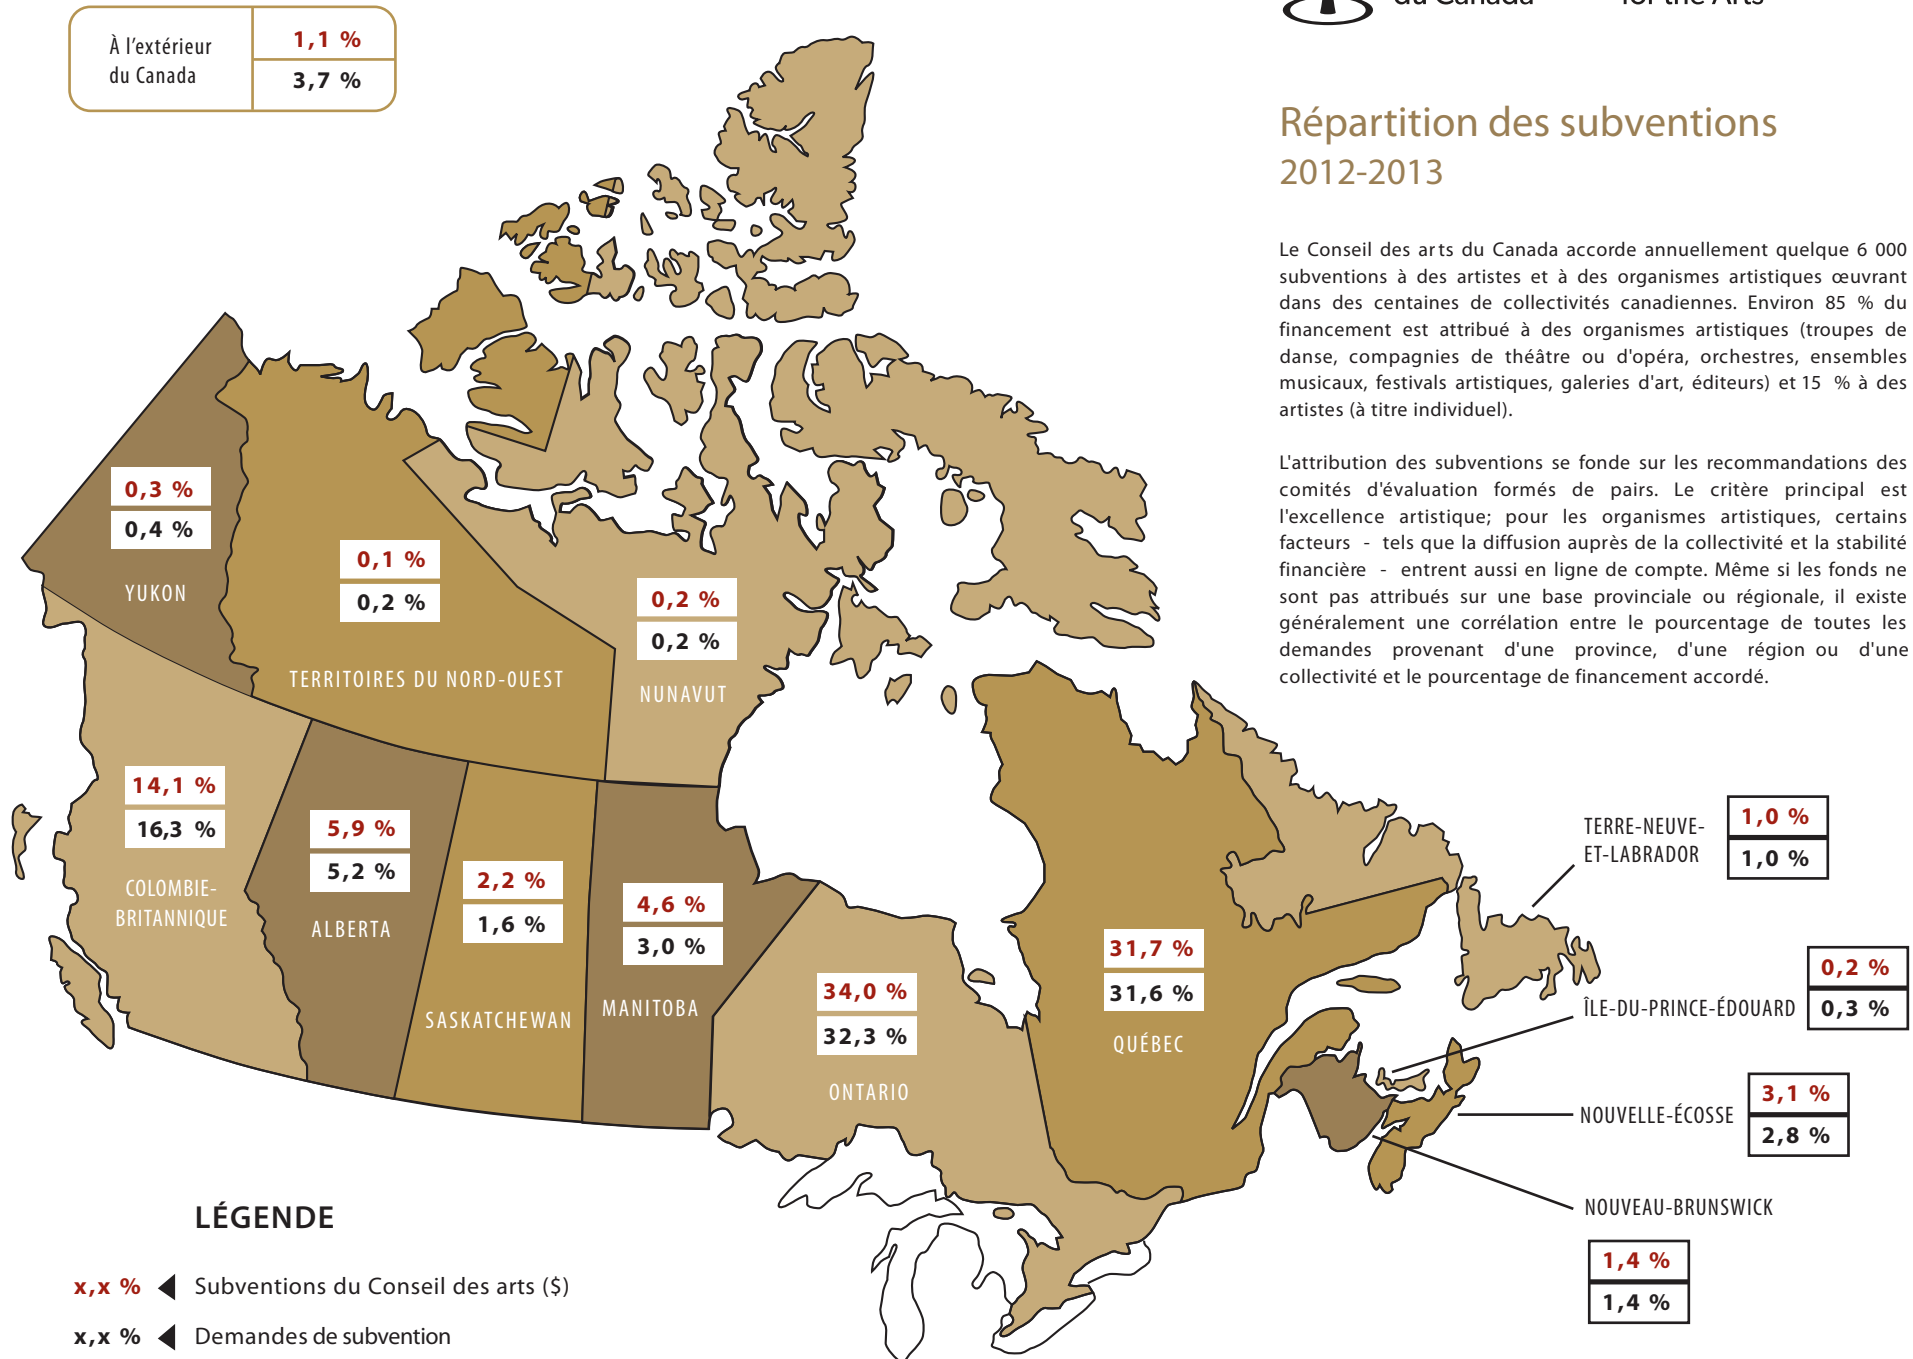 du Canada for the Arts
À l'extérieur
du Canada
1,1 %
3,7 %
Répartition des subventions
2012-2013
Le Conseil des arts du Canada accorde annuellement quelque 6 000
subventions à des artistes et à des organismes artistiques œuvrant
dans des centaines de collectivités canadiennes. Environ 85 % du
financement est attribué à des organismes artistiques (troupes de
danse, compagnies de théâtre ou d'opéra, orchestres, ensembles
musicaux, festivals artistiques, galeries d'art, éditeurs) et 15 % à des
artistes (à titre individuel).
L'attribution des subventions se fonde sur les recommandations des
comités d'évaluation formés de pairs. Le critère principal est
l'excellence artistique; pour les organismes artistiques, certains
facteurs - tels que la diffusion auprès de la collectivité et la stabilité
financière - entrent aussi en ligne de compte. Même si les fonds ne
sont pas attribués sur une base provinciale ou régionale, il existe
généralement une corrélation entre le pourcentage de toutes les
demandes provenant d'une province, d'une région ou d'une
collectivité et le pourcentage de financement accordé.
0,3 %
0,4 %
YUKON
0,1 %
0,2 %
TERRITOIRES DU NORD-OUEST
0,2 %
0,2 %
NUNAVUT
14,1 %
16,3 %
COLOMBIE-
BRITANNIQUE
5,9 %
5,2 %
ALBERTA
2,2 %
1,6 %
SASKATCHEWAN
4,6 %
3,0 %
MANITOBA
34,0 %
32,3 %
ONTARIO
31,7 %
31,6 %
QUÉBEC
TERRE-NEUVE-
ET-LABRADOR
1,0 %
1,0 %
ÎLE-DU-PRINCE-ÉDOUARD
0,2 %
0,3 %
NOUVELLE-ÉCOSSE
3,1 %
2,8 %
NOUVEAU-BRUNSWICK
1,4 %
1,4 %
LÉGENDE
x,x % Subventions du Conseil des arts ($)
x,x % Demandes de subvention